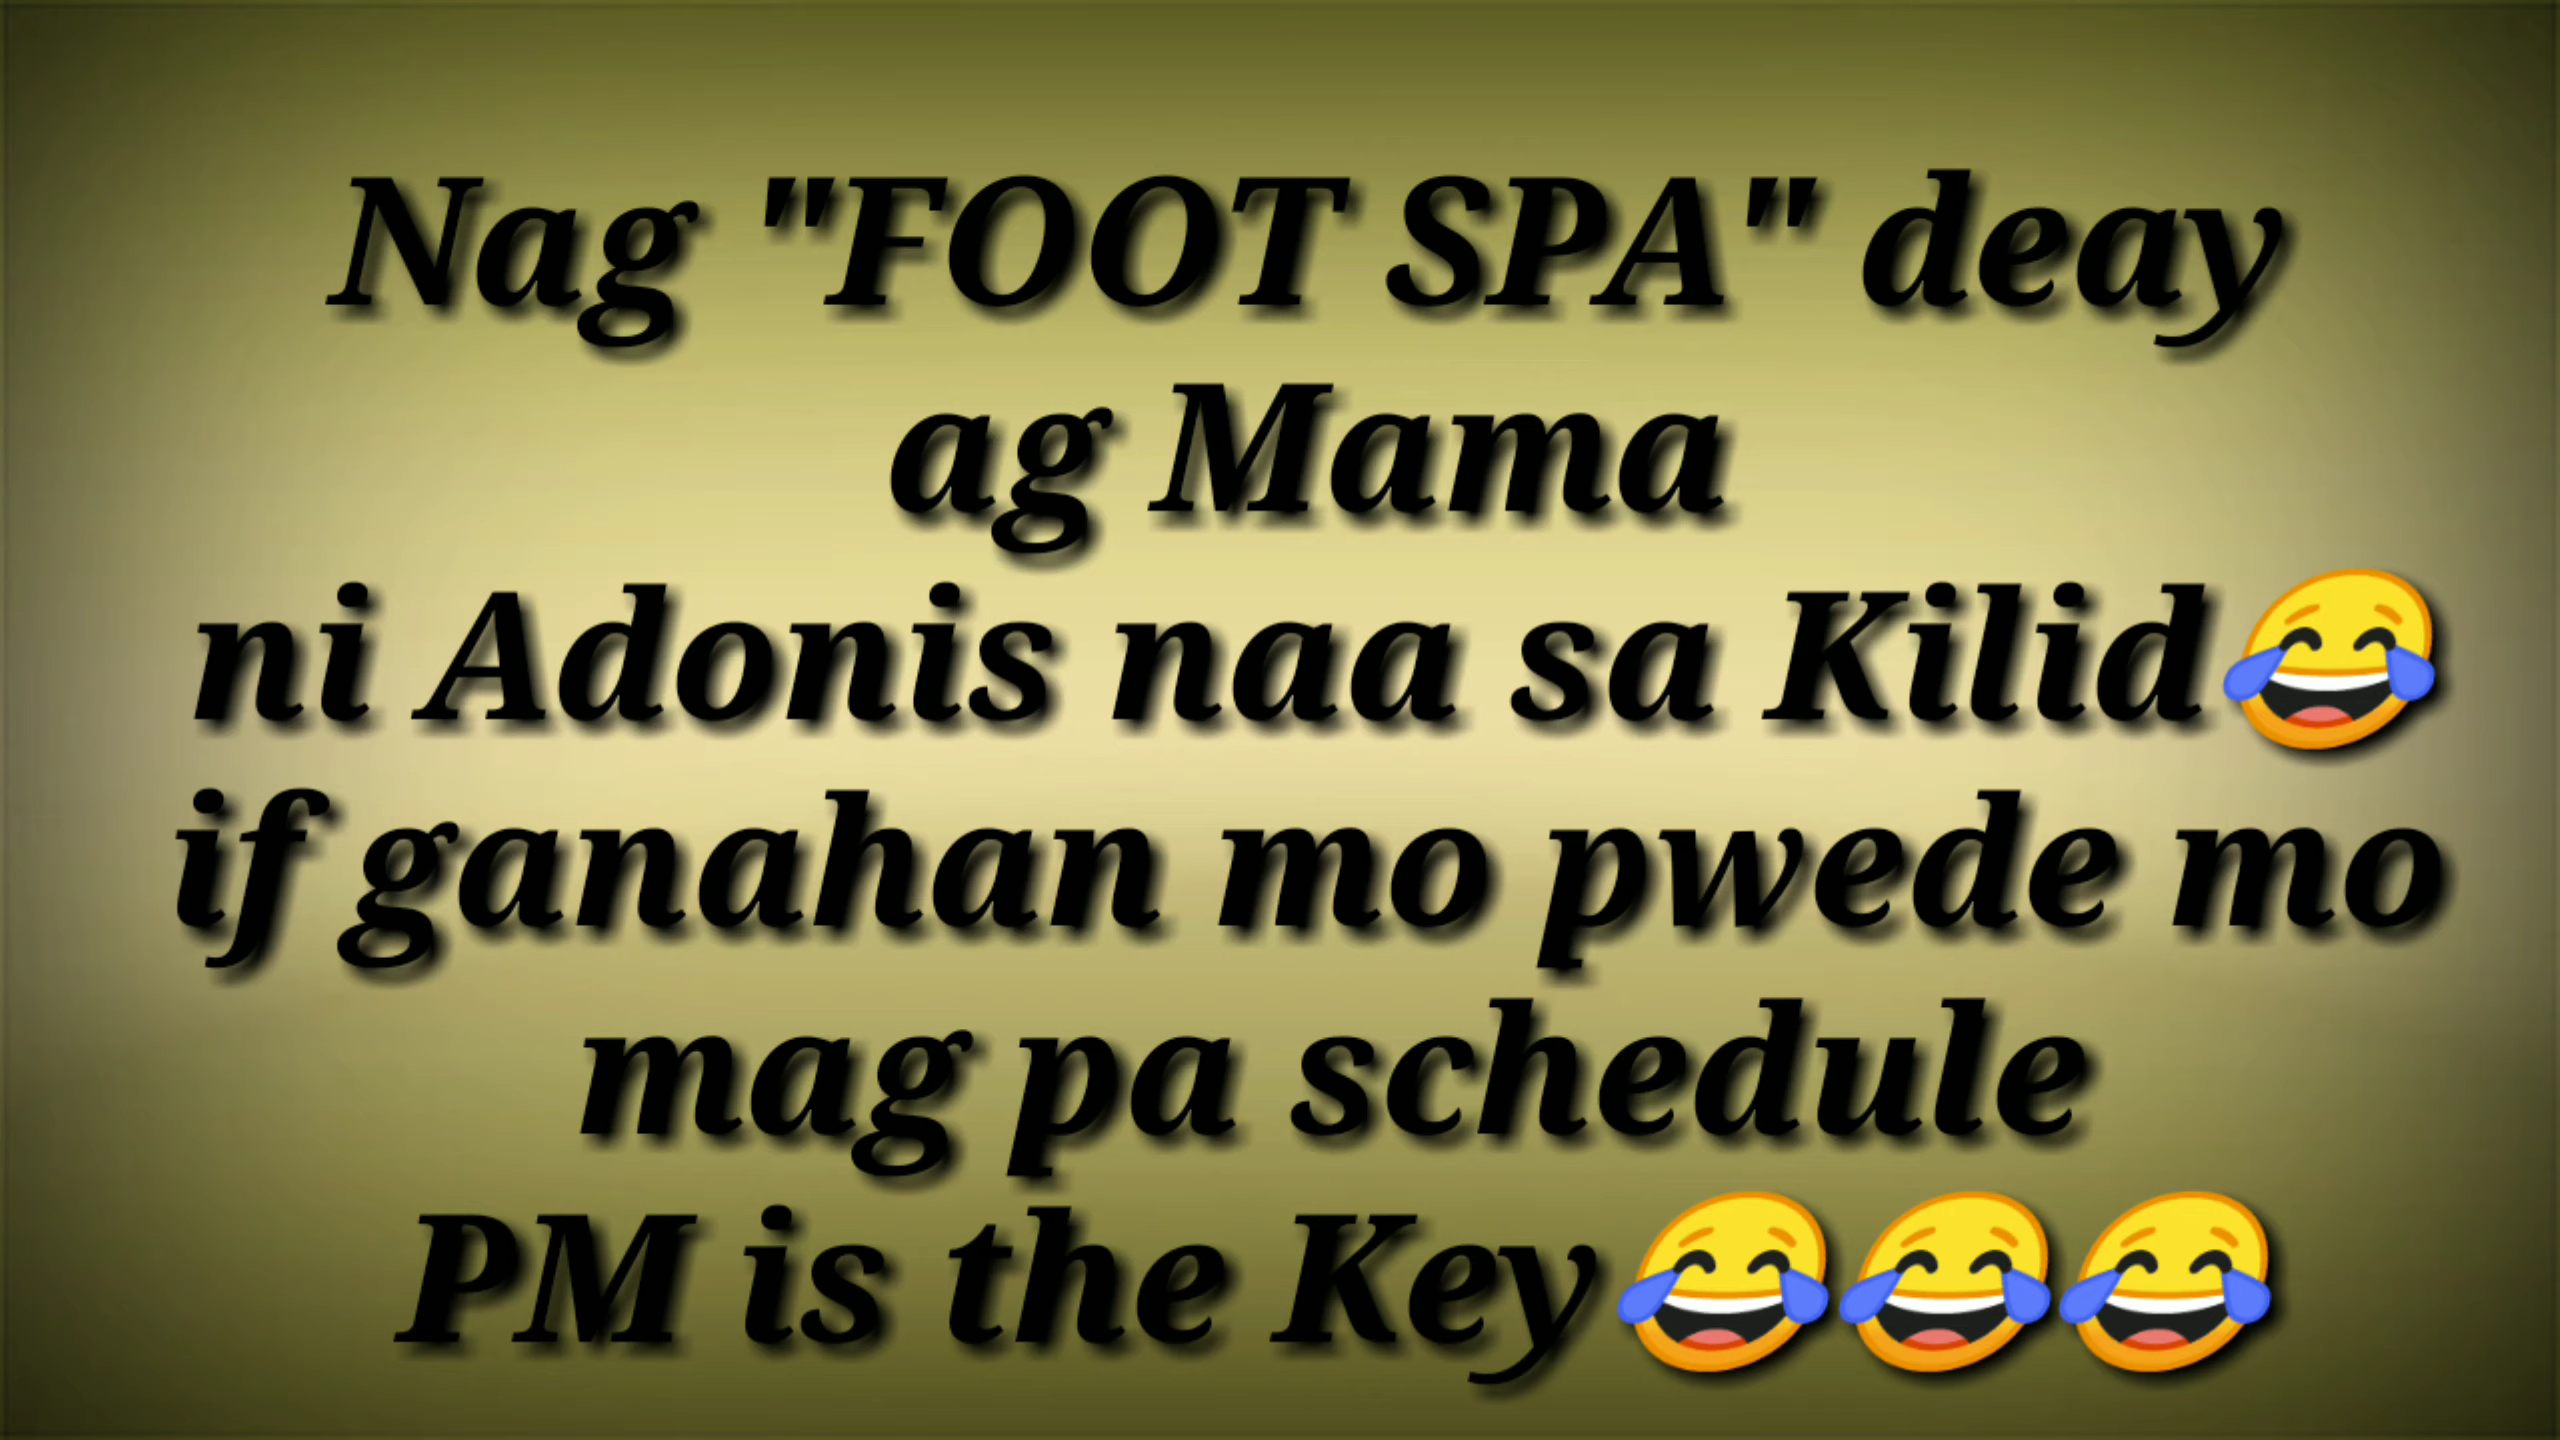 Nag "FOOT SPA" deay
ag Mama
ni Adonis naa sa Kilid😂
if ganahan mo pwede mo
mag pa schedule
PM is the Key😂😂😂